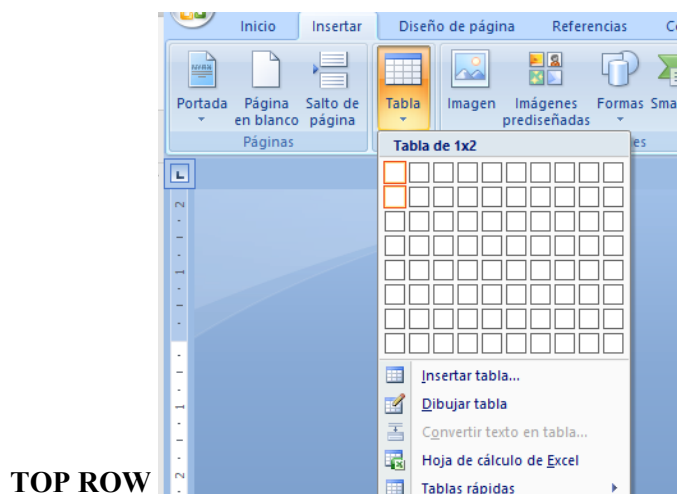 Inicio Insertar Diseño de página Referencias
Portada Página en blanco Salto de página Tabla Imagen Imágenes prediseñadas Formas
Páginas
Tabla de 1x2
Insertar tabla...
Dibujar tabla
Convertir texto en tabla...
Hoja de cálculo de Excel
Tablas rápidas
TOP ROW